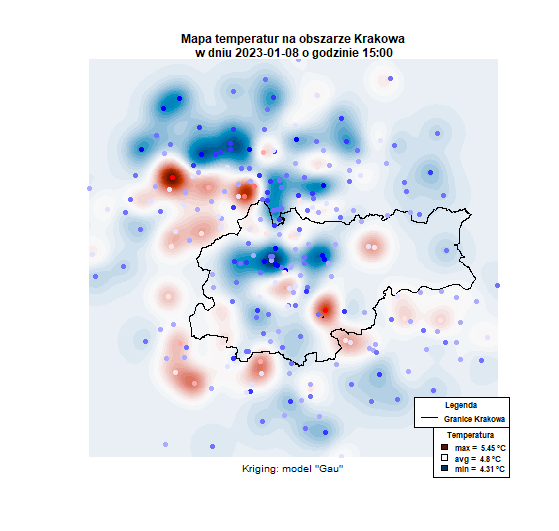 Mapa temperatur na obszarze Krakowa
w dniu 2023-01-08 o godzinie 15:00
Legenda
Granice Krakowa
Temperatura
max = 5.45 °C
avg = 4.8 °C
min = 4.31 °C
Kriging: model "Gau"